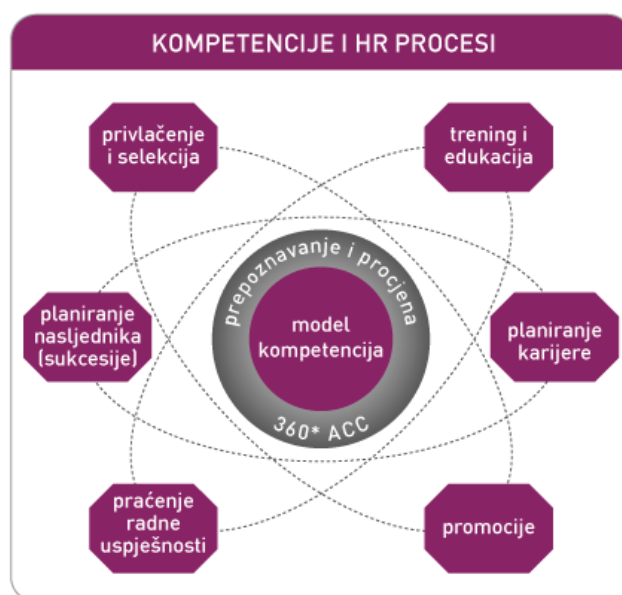 KOMPETENCIJE I HR PROCESI
privlačenje
i selekcija
trening i
edukacija
prepoznavanje i procjena
model
kompetencija
360* ACC
planiranje
nasljednika
(sukcesije)
planiranje
karijere
praćenje
radne
uspješnosti
promocije